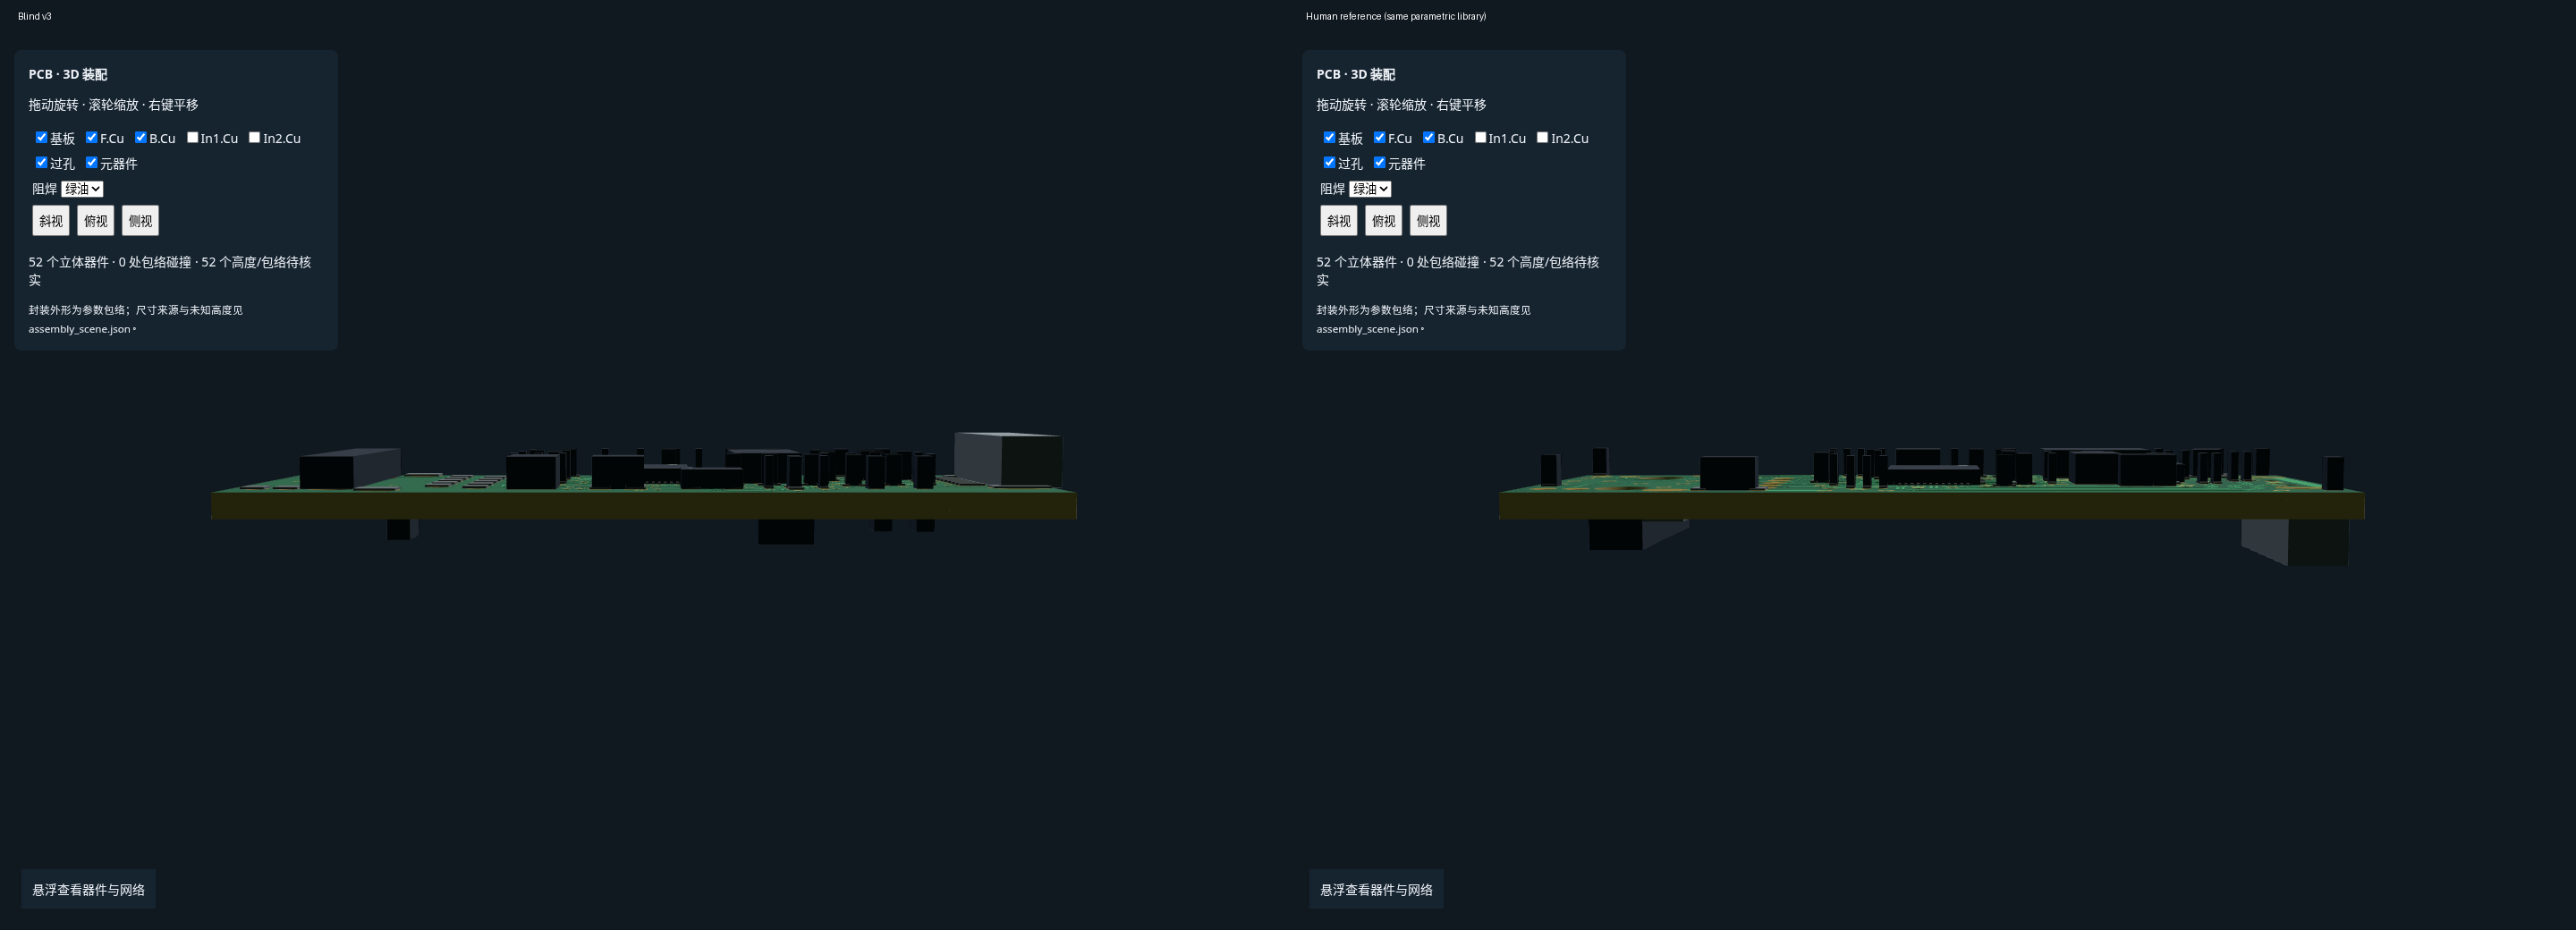 Blind v3
PCB · 3D 装配
拖动旋转 · 滚轮缩放 · 右键平移
基板 F.Cu B.Cu In1.Cu In2.Cu
过孔 元器件
阻焊 绿油
斜视 俯视 侧视
52 个立体器件 · 0 处包络碰撞 · 52 个高度/包络待核
实
封装外形为参数包络；尺寸来源与未知高度见
assembly_scene.json。
悬浮查看器件与网络
Human reference (same parametric library)
PCB · 3D 装配
拖动旋转 · 滚轮缩放 · 右键平移
基板 F.Cu B.Cu In1.Cu In2.Cu
过孔 元器件
阻焊 绿油
斜视 俯视 侧视
52 个立体器件 · 0 处包络碰撞 · 52 个高度/包络待核
实
封装外形为参数包络；尺寸来源与未知高度见
assembly_scene.json。
悬浮查看器件与网络